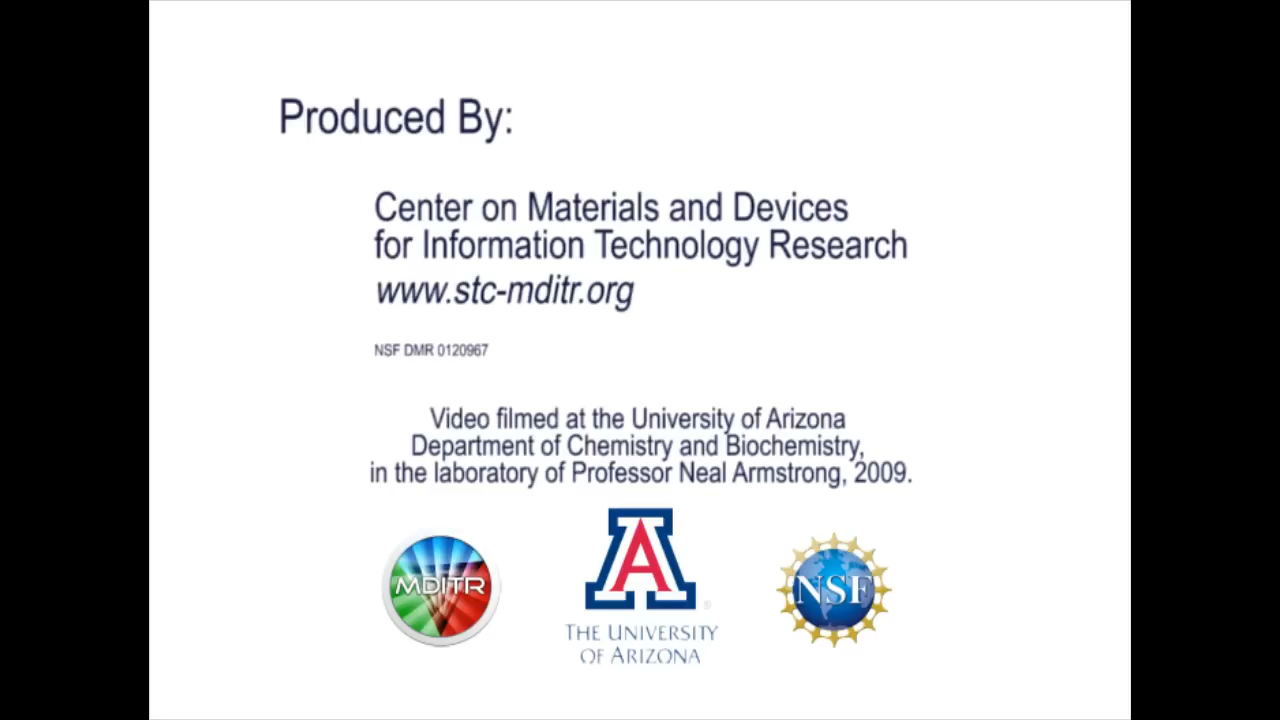 Produced By:
Center on Materials and Devices
for Information Technology Research
www.stc-mditr.org
NSF DMR 0120967
Video filmed at the University of Arizona
Department of Chemistry and Biochemistry,
in the laboratory of Professor Neal Armstrong, 2009.
MDITR
A
NSF
THE UNIVERSITY
OF ARIZONA